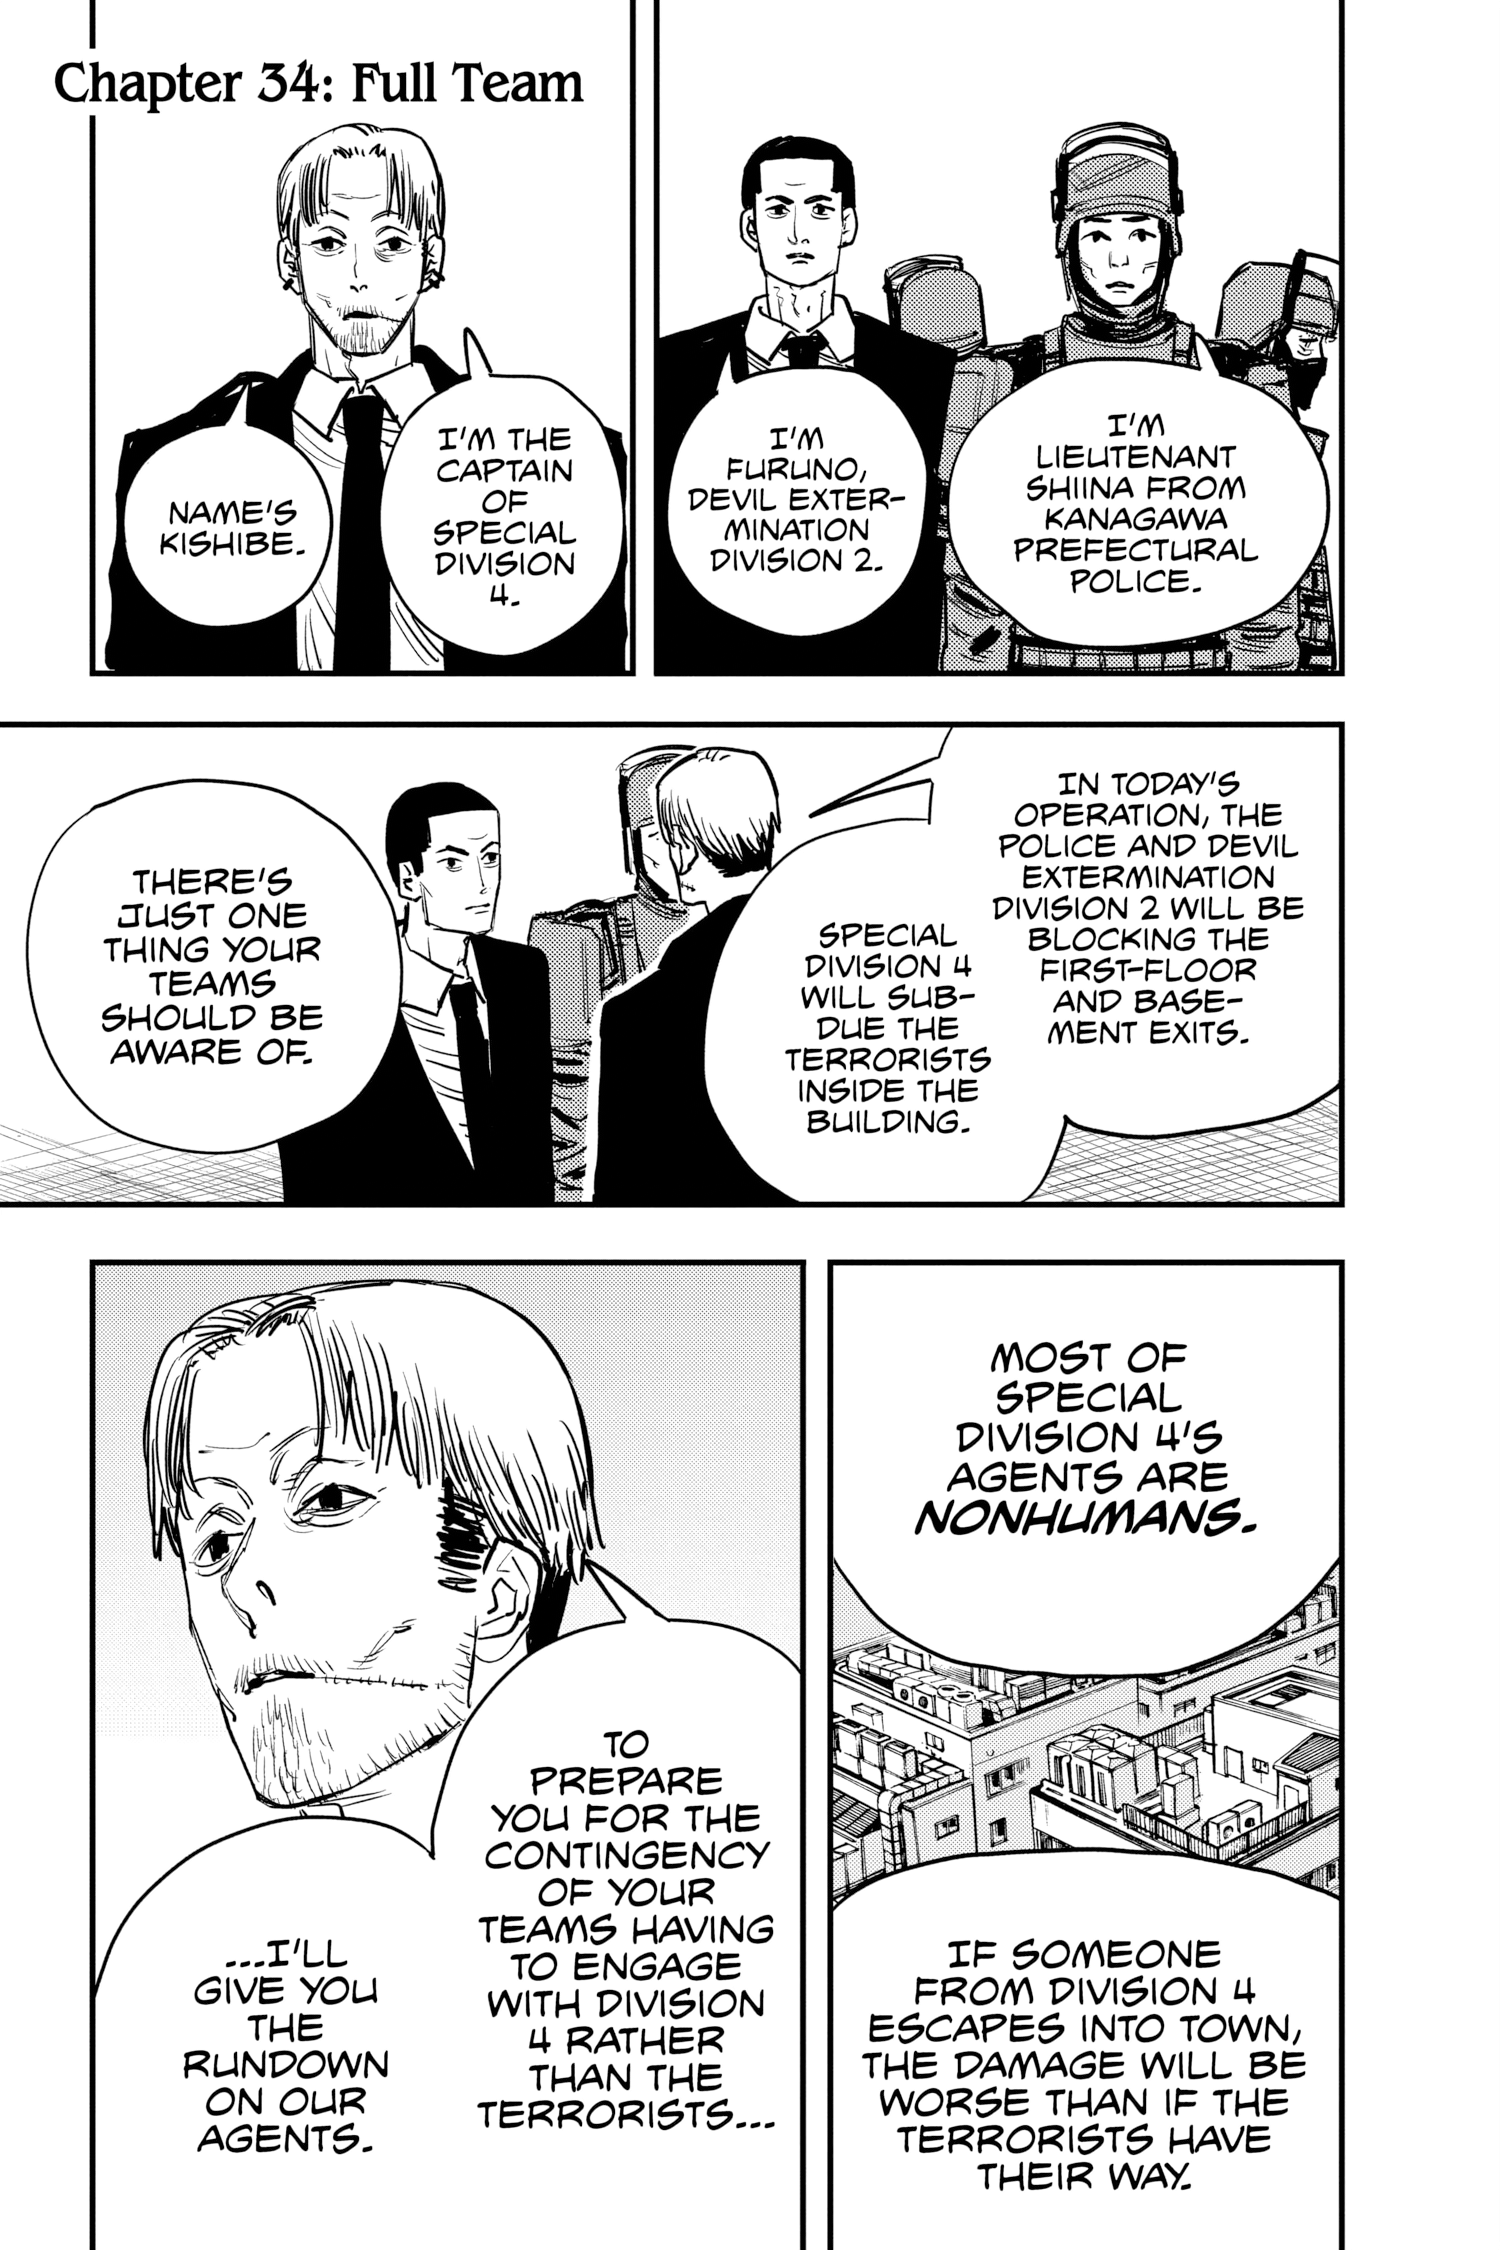 Chapter 34: Full Team
I'M
LIEUTENANT
SHIINA FROM
KANAGAWA
PREFECTURAL
POLICE.
I'M
FURUNO,
DEVIL EXTER-
MINATION
DIVISION 2.
I'M THE
CAPTAIN
OF
SPECIAL
DIVISION
4.
NAME'S
KISHIBE.
IN TODAY'S
OPERATION, THE
POLICE AND DEVIL
EXTERMINATION
DIVISION 2 WILL BE
BLOCKING THE
FIRST-FLOOR
AND BASE-
MENT EXITS.
SPECIAL
DIVISION 4
WILL SUB-
DUE THE
TERRORISTS
INSIDE THE
BUILDING.
THERE'S
JUST ONE
THING YOUR
TEAMS
SHOULD BE
AWARE OF.
MOST OF
SPECIAL
DIVISION 4'S
AGENTS ARE
NONHUMANS.
IF SOMEONE
FROM DIVISION 4
ESCAPES INTO TOWN,
THE DAMAGE WILL BE
WORSE THAN IF THE
TERRORISTS HAVE
THEIR WAY.
TO
PREPARE
YOU FOR THE
CONTINGENCY
OF YOUR
TEAMS HAVING
TO ENGAGE
WITH DIVISION
4 RATHER
THAN THE
TERRORISTS...
...I'LL
GIVE YOU
THE
RUNDOWN
ON OUR
AGENTS.